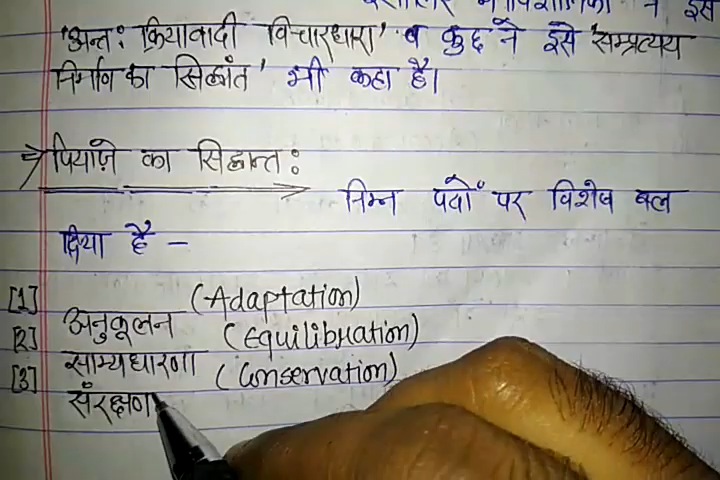 ने इस
'अन्तः क्रियावादी विचारधारा' व कुछ ने इसे 'सम्प्रत्यय
निर्माण का सिद्धांत' भी कहा है।
⇒ पियाज़े का सिद्धान्त :
निम्न पदों पर विशेष बल
दिया है –
[1] अनुकूलन (Adaptation)
[2] साम्यधारणा (Equilibration)
[3] संरक्षण (Conservation)